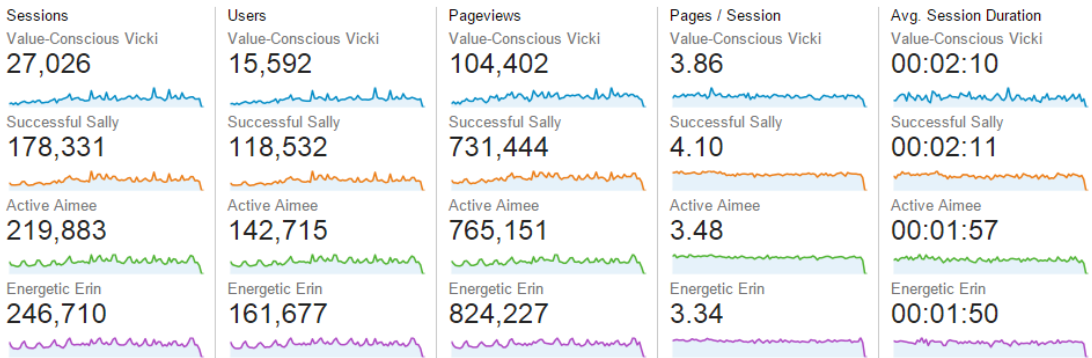 Sessions
Value-Conscious Vicki
27,026
Successful Sally
178,331
Active Aimee
219,883
Energetic Erin
246,710
Users
Value-Conscious Vicki
15,592
Successful Sally
118,532
Active Aimee
142,715
Energetic Erin
161,677
Pageviews
Value-Conscious Vicki
104,402
Successful Sally
731,444
Active Aimee
765,151
Energetic Erin
824,227
Pages / Session
Value-Conscious Vicki
3.86
Successful Sally
4.10
Active Aimee
3.48
Energetic Erin
3.34
Avg. Session Duration
Value-Conscious Vicki
00:02:10
Successful Sally
00:02:11
Active Aimee
00:01:57
Energetic Erin
00:01:50